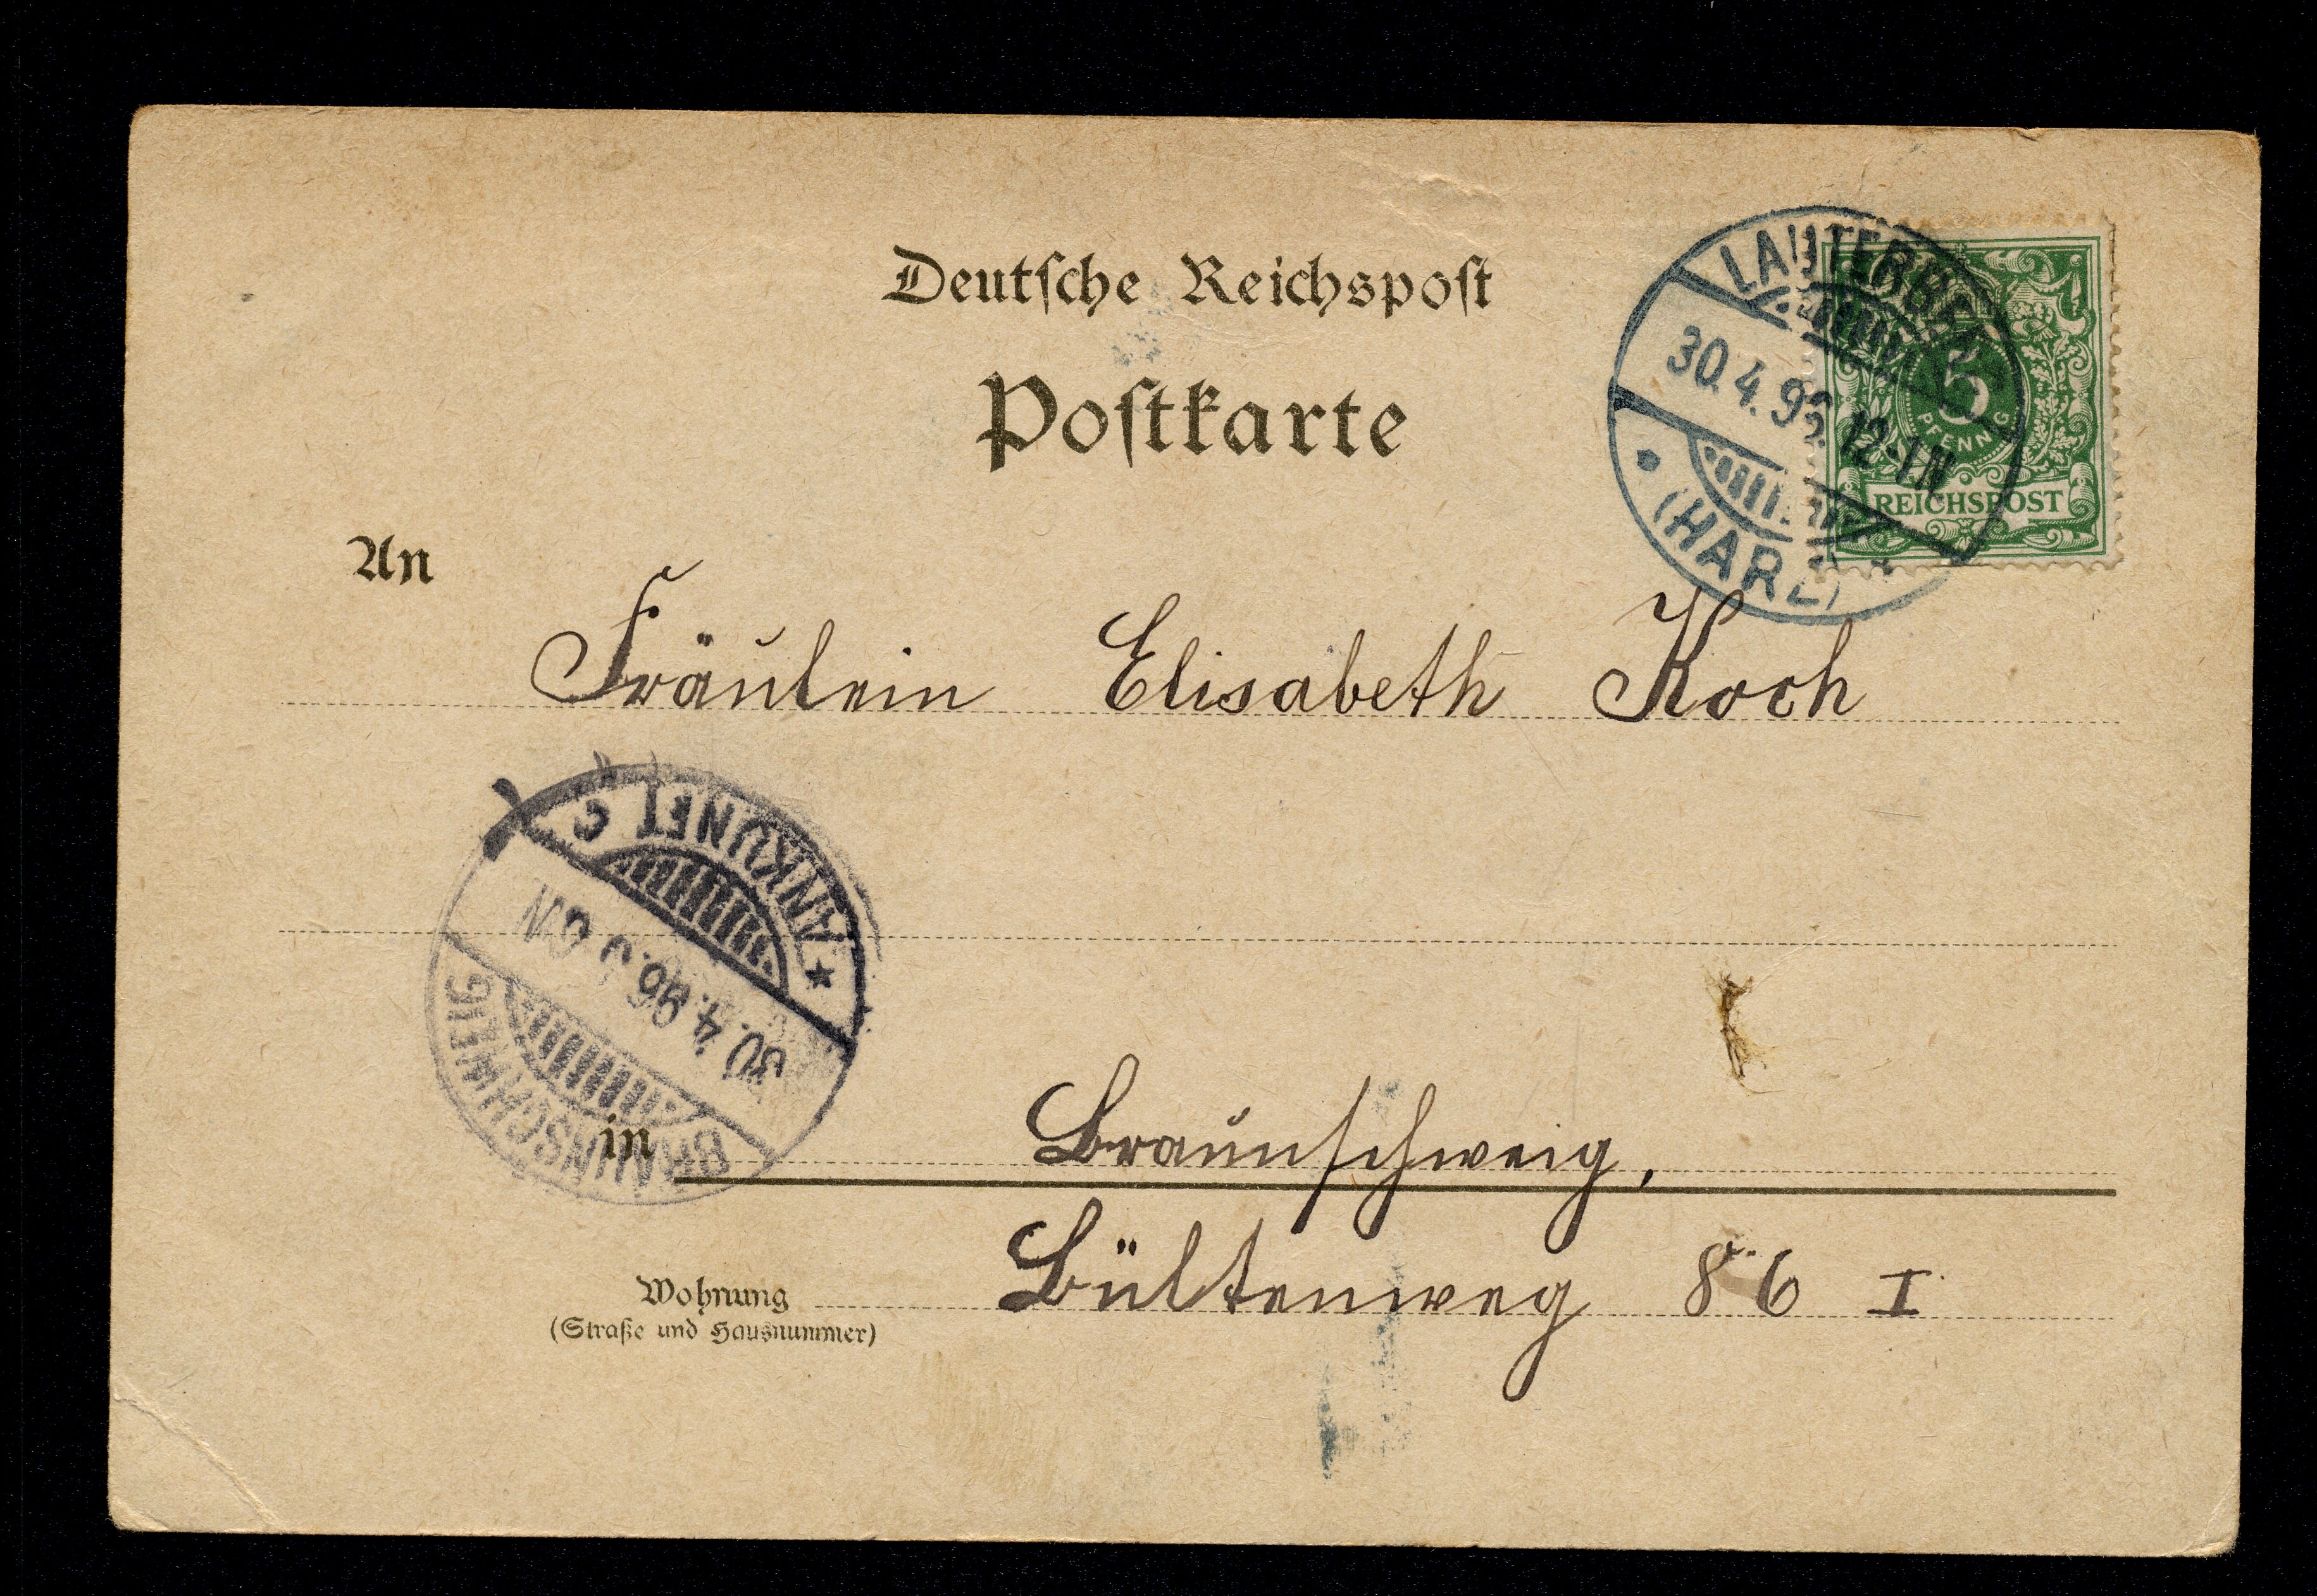 Deutsche Reichspost
Postkarte
LAUTERBERG
30.4.9 12-1N
(HARZ)
5
PFENNIG
REICHSPOST
An
Fräulein Elisabeth Koch
ANKUNFT C
30.4.96. N
BRAUNSCHWEIG
in Braunschweig,
Wohnung Bültenweg 86 I
(Straße und Hausnummer)